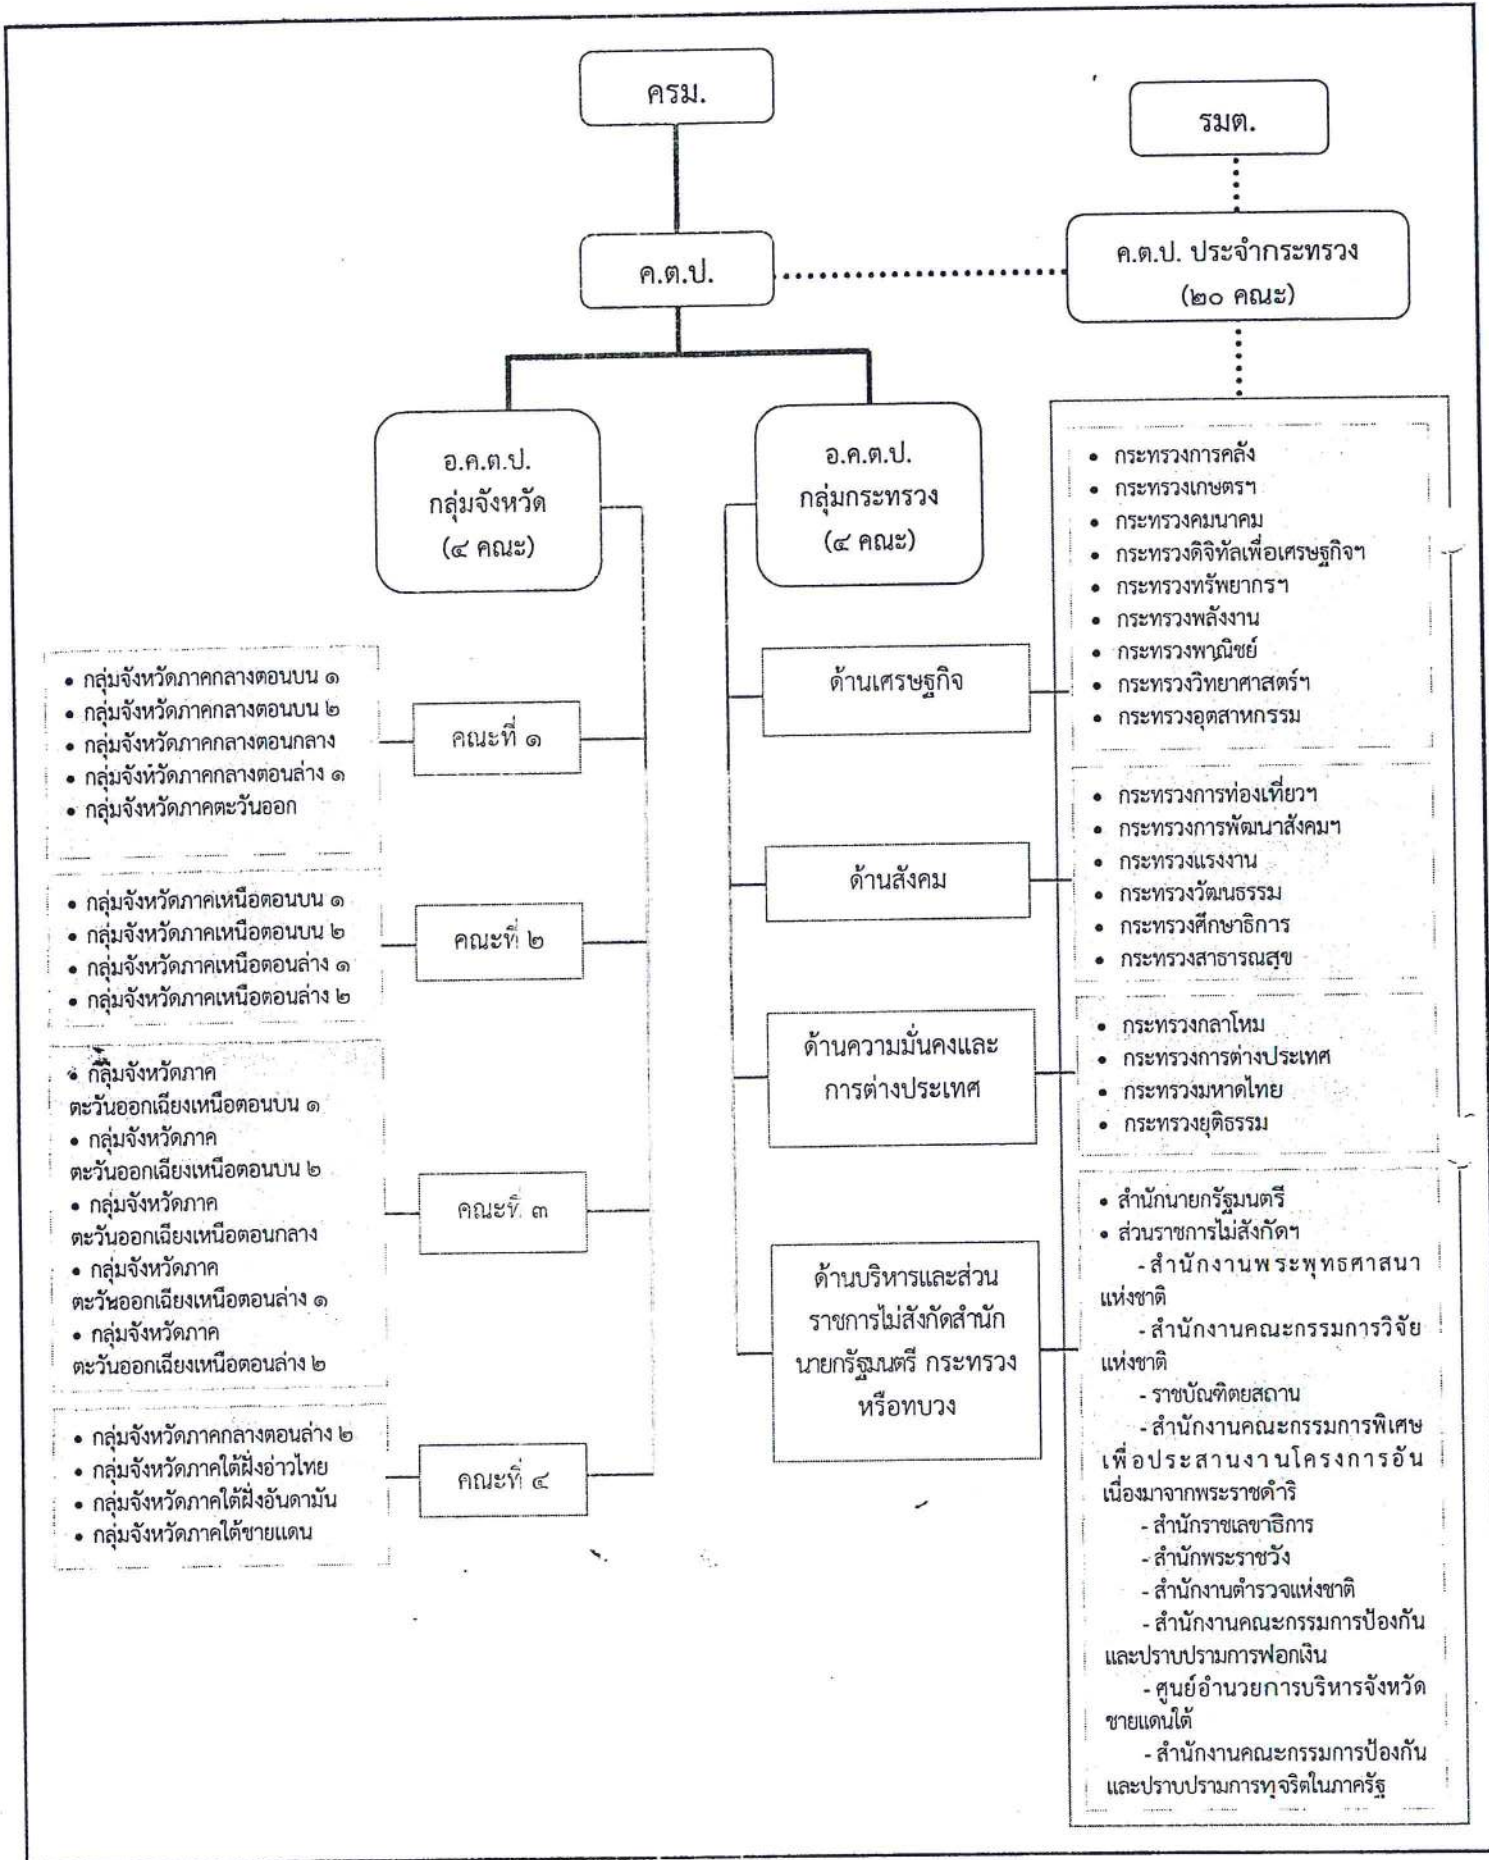 ครม.
รมต.
ค.ต.ป.
ค.ต.ป. ประจำกระทรวง
(๒๐ คณะ)
อ.ค.ต.ป.
กลุ่มจังหวัด
(๔ คณะ)
อ.ค.ต.ป.
กลุ่มกระทรวง
(๔ คณะ)
• กลุ่มจังหวัดภาคกลางตอนบน ๑
• กลุ่มจังหวัดภาคกลางตอนบน ๒
• กลุ่มจังหวัดภาคกลางตอนกลาง
• กลุ่มจังหวัดภาคกลางตอนล่าง ๑
• กลุ่มจังหวัดภาคตะวันออก
คณะที่ ๑
• กลุ่มจังหวัดภาคเหนือตอนบน ๑
• กลุ่มจังหวัดภาคเหนือตอนบน ๒
• กลุ่มจังหวัดภาคเหนือตอนล่าง ๑
• กลุ่มจังหวัดภาคเหนือตอนล่าง ๒
คณะที่ ๒
• กลุ่มจังหวัดภาค
ตะวันออกเฉียงเหนือตอนบน ๑
• กลุ่มจังหวัดภาค
ตะวันออกเฉียงเหนือตอนบน ๒
• กลุ่มจังหวัดภาค
ตะวันออกเฉียงเหนือตอนกลาง
• กลุ่มจังหวัดภาค
ตะวันออกเฉียงเหนือตอนล่าง ๑
• กลุ่มจังหวัดภาค
ตะวันออกเฉียงเหนือตอนล่าง ๒
คณะที่ ๓
• กลุ่มจังหวัดภาคกลางตอนล่าง ๒
• กลุ่มจังหวัดภาคใต้ฝั่งอ่าวไทย
• กลุ่มจังหวัดภาคใต้ฝั่งอันดามัน
• กลุ่มจังหวัดภาคใต้ชายแดน
คณะที่ ๔
ด้านเศรษฐกิจ
• กระทรวงการคลัง
• กระทรวงเกษตรฯ
• กระทรวงคมนาคม
• กระทรวงดิจิทัลเพื่อเศรษฐกิจฯ
• กระทรวงทรัพยากรฯ
• กระทรวงพลังงาน
• กระทรวงพาณิชย์
• กระทรวงวิทยาศาสตร์ฯ
• กระทรวงอุตสาหกรรม
ด้านสังคม
• กระทรวงการท่องเที่ยวฯ
• กระทรวงการพัฒนาสังคมฯ
• กระทรวงแรงงาน
• กระทรวงวัฒนธรรม
• กระทรวงศึกษาธิการ
• กระทรวงสาธารณสุข
ด้านความมั่นคงและ
การต่างประเทศ
• กระทรวงกลาโหม
• กระทรวงการต่างประเทศ
• กระทรวงมหาดไทย
• กระทรวงยุติธรรม
ด้านบริหารและส่วน
ราชการไม่สังกัดสำนัก
นายกรัฐมนตรี กระทรวง
หรือทบวง
• สำนักนายกรัฐมนตรี
• ส่วนราชการไม่สังกัดฯ
- สำนักงานพระพุทธศาสนา
แห่งชาติ
- สำนักงานคณะกรรมการวิจัย
แห่งชาติ
- ราชบัณฑิตยสถาน
- สำนักงานคณะกรรมการพิเศษ
เพื่อประสานงานโครงการอัน
เนื่องมาจากพระราชดำริ
- สำนักราชเลขาธิการ
- สำนักพระราชวัง
- สำนักงานตำรวจแห่งชาติ
- สำนักงานคณะกรรมการป้องกัน
และปราบปรามการฟอกเงิน
- ศูนย์อำนวยการบริหารจังหวัด
ชายแดนใต้
- สำนักงานคณะกรรมการป้องกัน
และปราบปรามการทุจริตในภาครัฐ